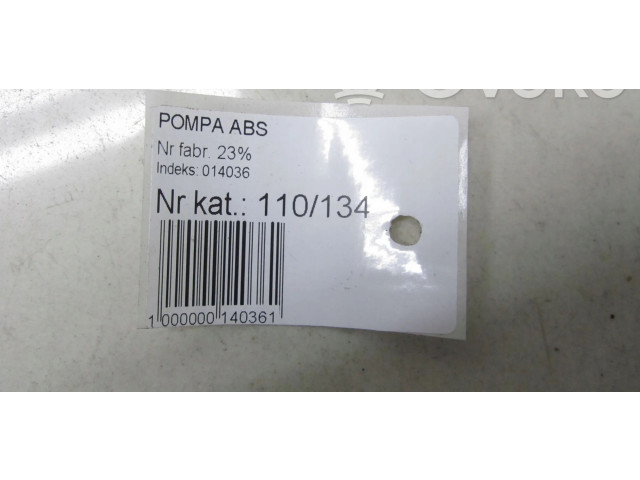 POMPA ABS
Nr fabr. 23%
Indeks: 014036
Nr kat.: 110/134
1 000000 140361